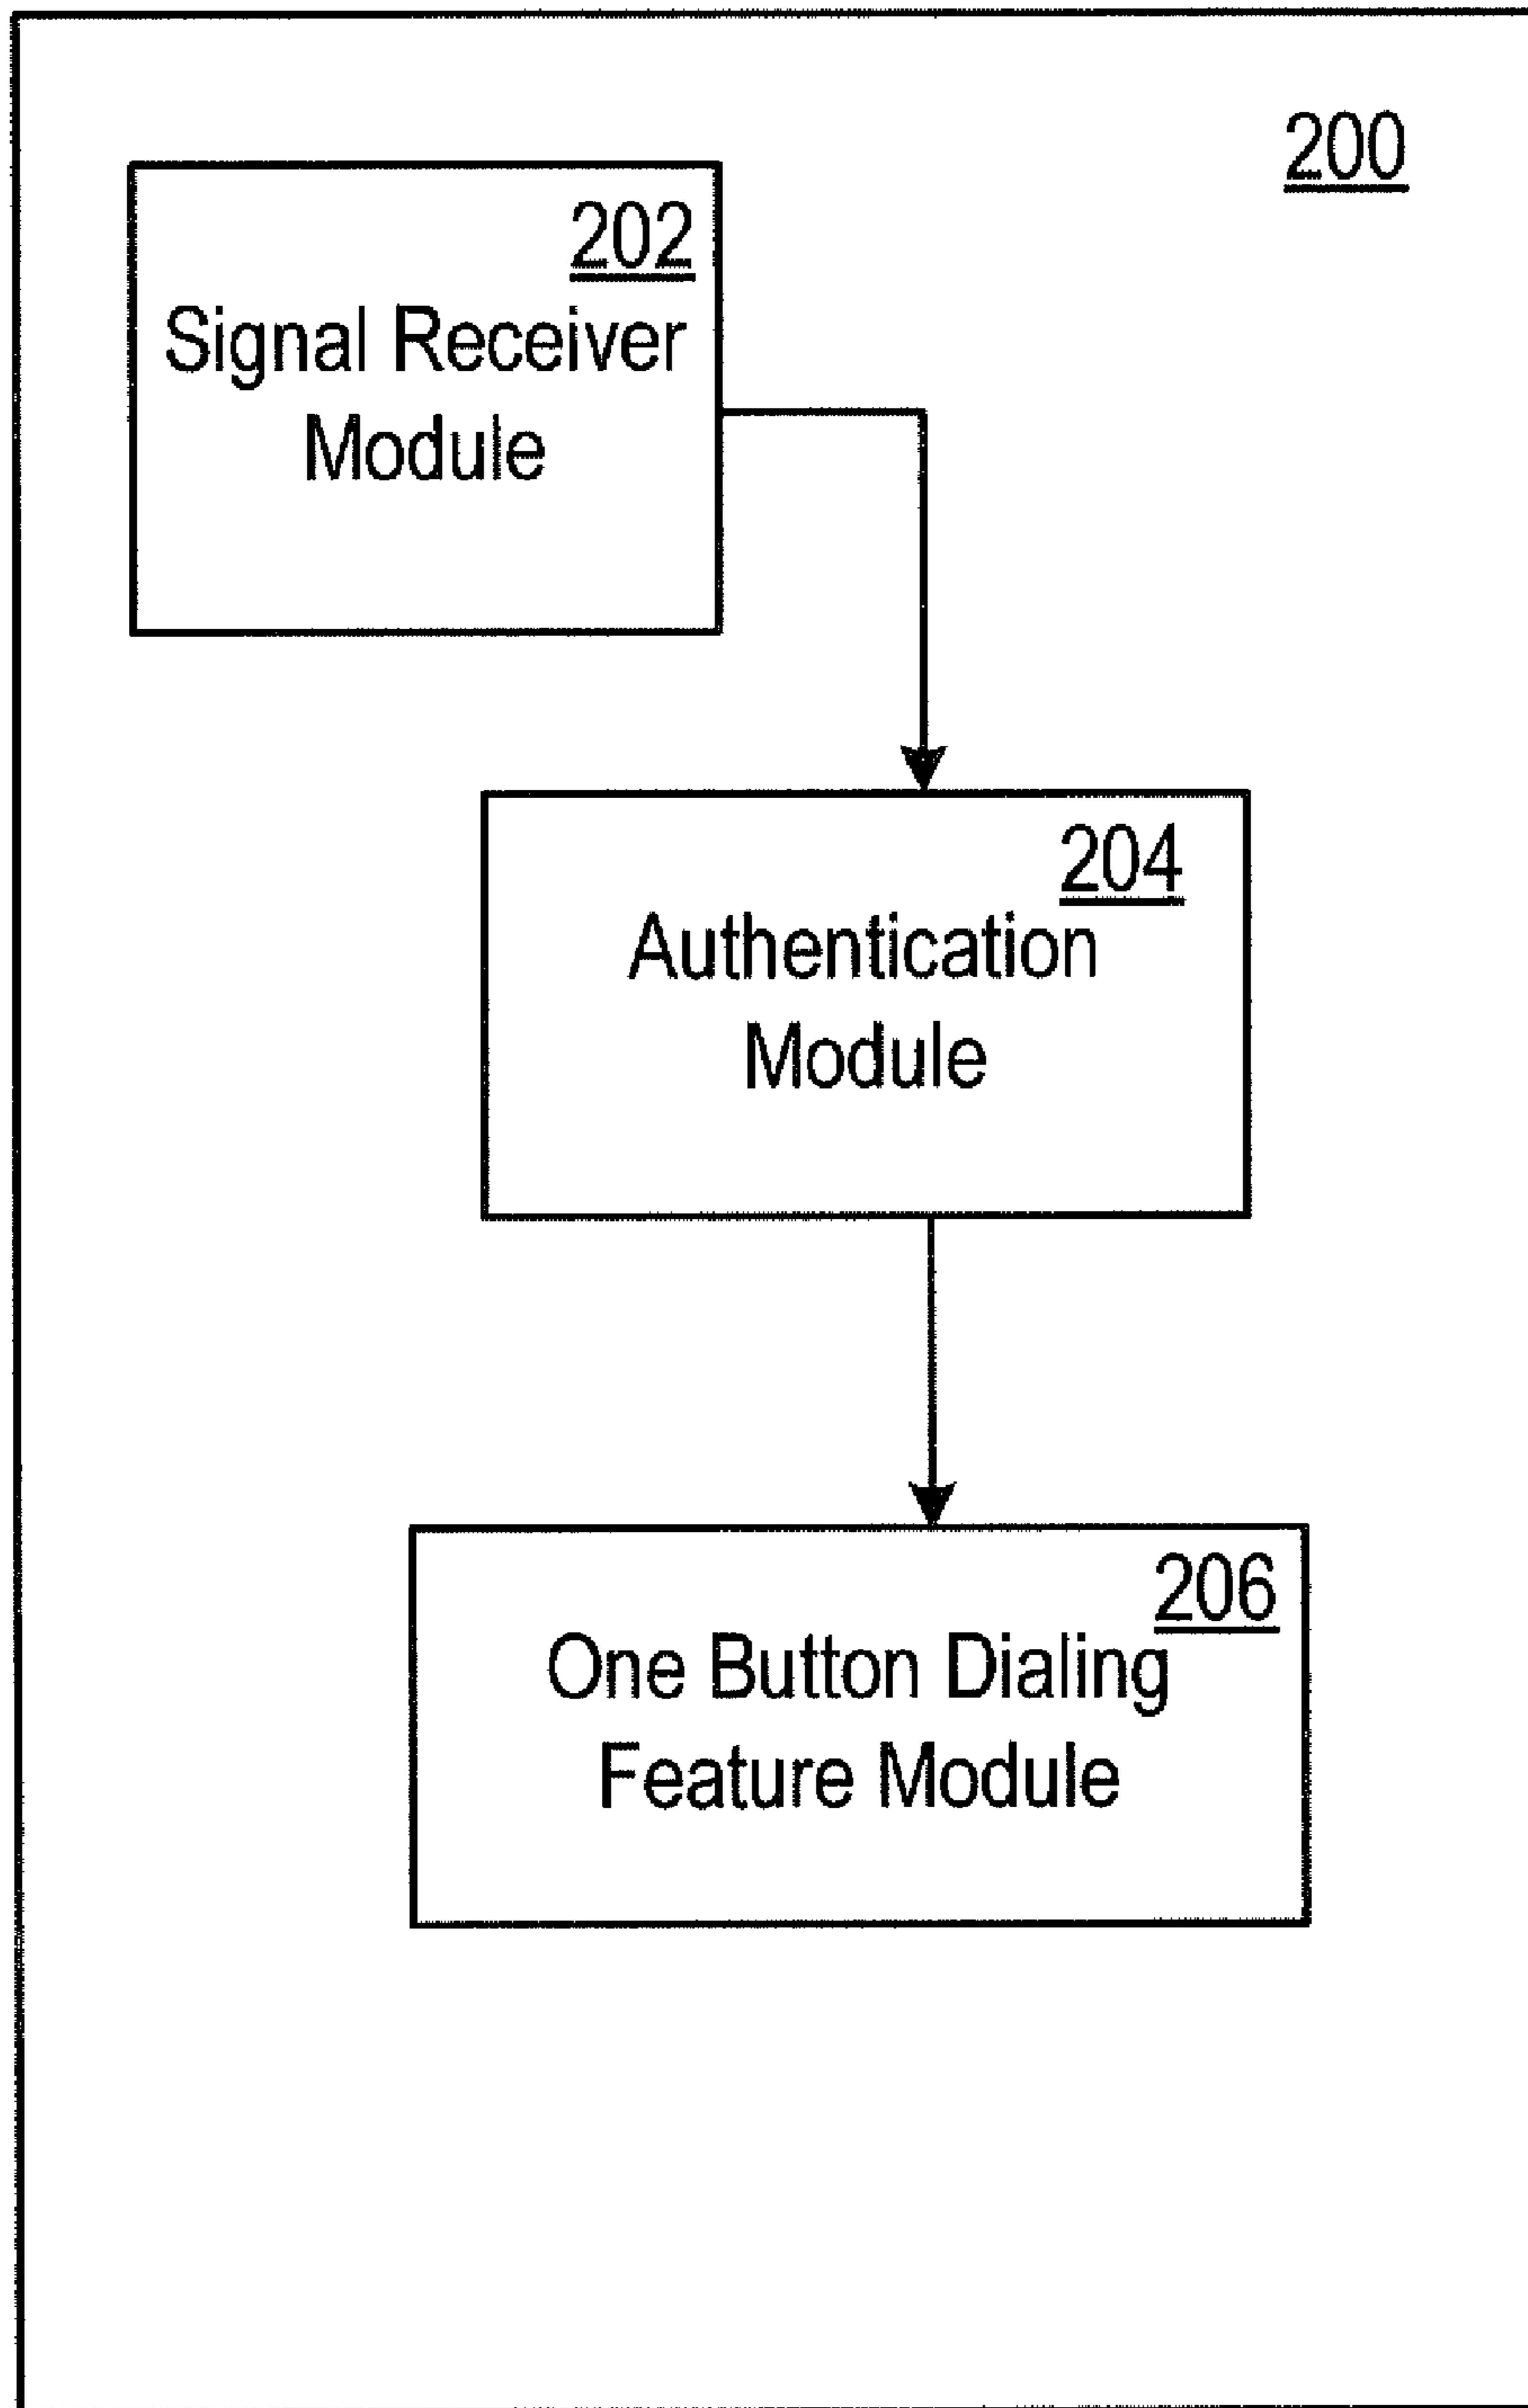 200
202
Signal Receiver
Module
204
Authentication
Module
206
One Button Dialing
Feature Module